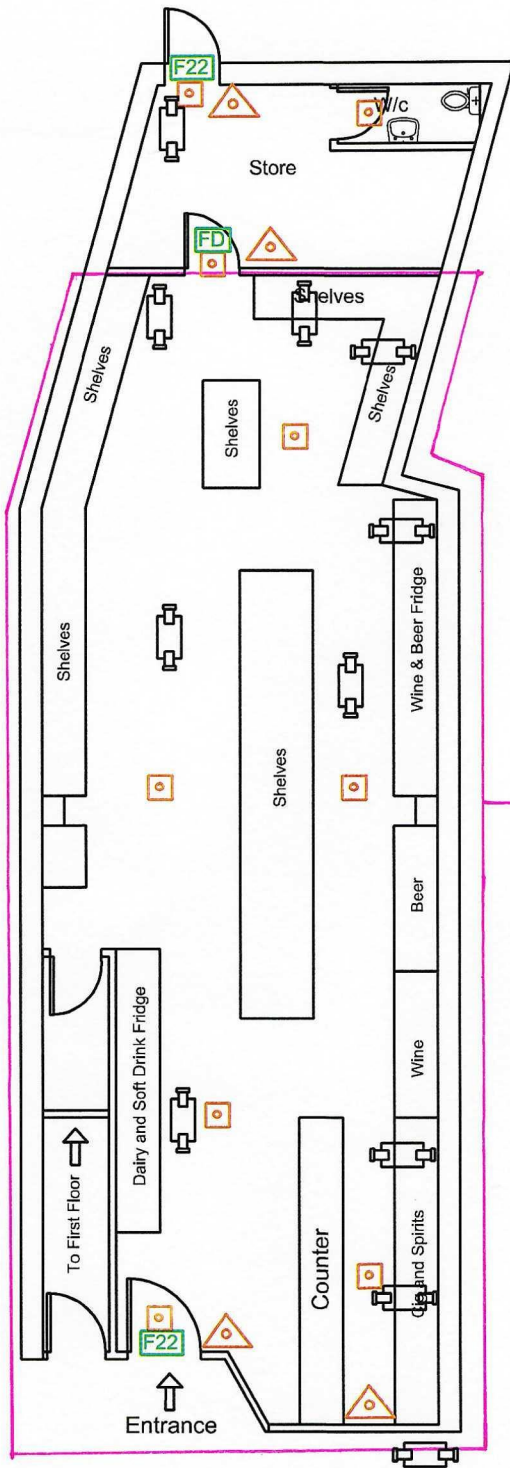 F22
W/c
Store
FD
Shelves
Shelves
Shelves
Shelves
Shelves
Wine & Beer Fridge
Shelves
Beer
Wine
Dairy and Soft Drink Fridge
To First Floor
Counter
Cig and Spirits
F22
Entrance